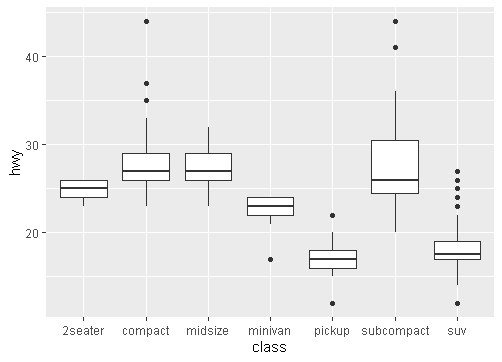 40
30
20
hwy
2seater compact midsize minivan pickup subcompact suv
class